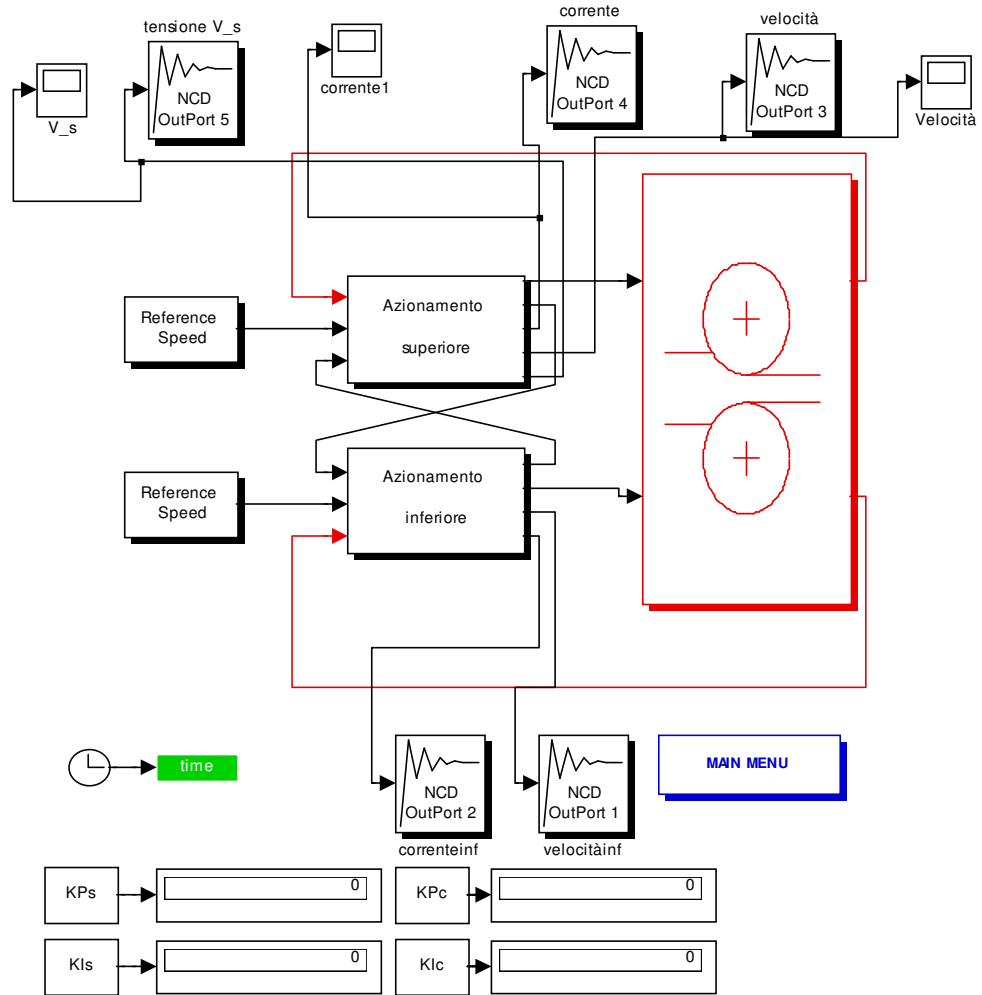 corrente
velocità
tensione V_s
NCD
OutPort 5
V_s
corrente1
NCD
OutPort 4
NCD
OutPort 3
Velocità
Reference
Speed
Azionamento
superiore
Reference
Speed
Azionamento
inferiore
time
NCD
OutPort 2
correnteinf
NCD
OutPort 1
velocitàinf
MAIN MENU
KPs
0
KPc
0
KIs
0
KIc
0